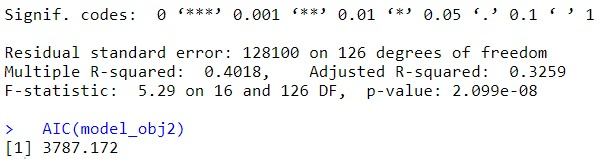 Signif. codes:  0 ‘***’ 0.001 ‘**’ 0.01 ‘*’ 0.05 ‘.’ 0.1 ‘ ’ 1
Residual standard error: 128100 on 126 degrees of freedom
Multiple R-squared:  0.4018,    Adjusted R-squared:  0.3259
F-statistic:  5.29 on 16 and 126 DF,  p-value: 2.099e-08
>   AIC(model_obj2)
[1] 3787.172